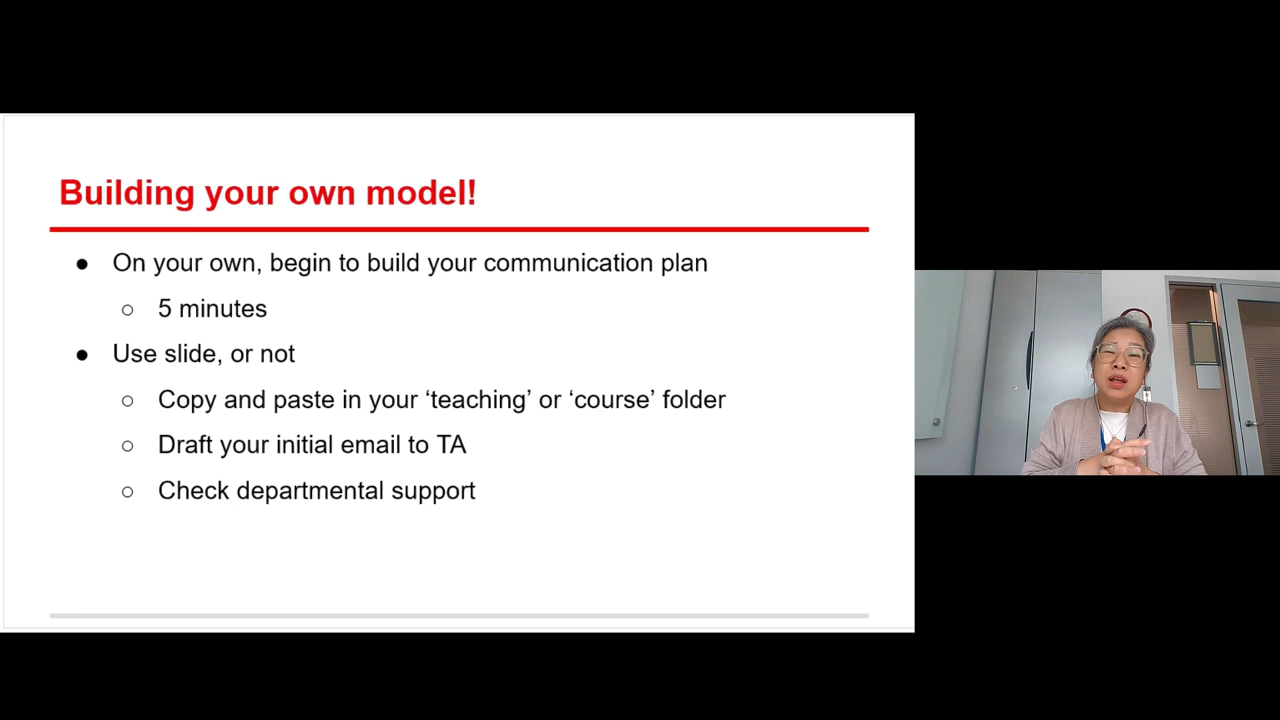 Building your own model!
● On your own, begin to build your communication plan
○ 5 minutes
● Use slide, or not
○ Copy and paste in your ‘teaching’ or ‘course’ folder
○ Draft your initial email to TA
○ Check departmental support